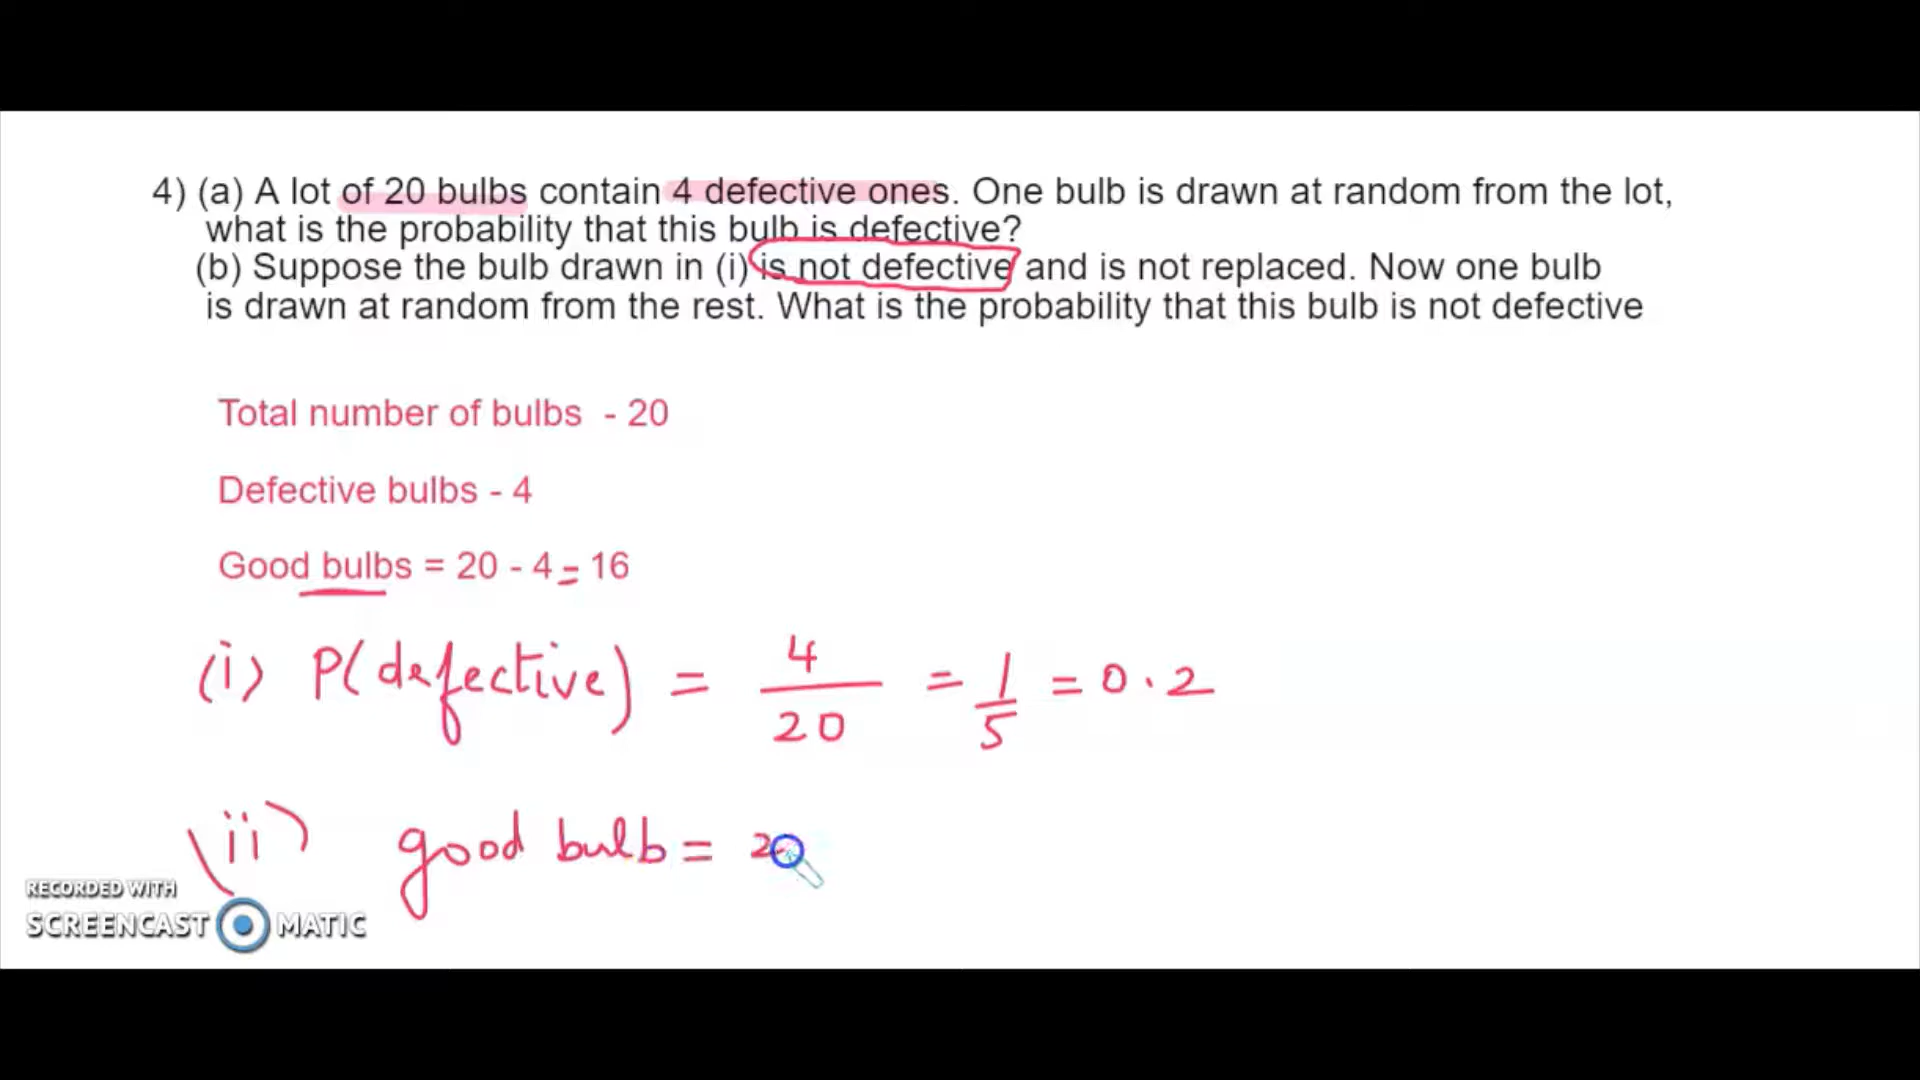 4) (a) A lot of 20 bulbs contain 4 defective ones. One bulb is drawn at random from the lot,
what is the probability that this bulb is defective?
(b) Suppose the bulb drawn in (i) is not defective and is not replaced. Now one bulb
is drawn at random from the rest. What is the probability that this bulb is not defective
Total number of bulbs - 20
Defective bulbs - 4
Good bulbs = 20 - 4 = 16
(i) P(defective) = 4/20 = 1/5 = 0.2
(ii) good bulb = 2
RECORDED WITH
SCREENCAST MATIC